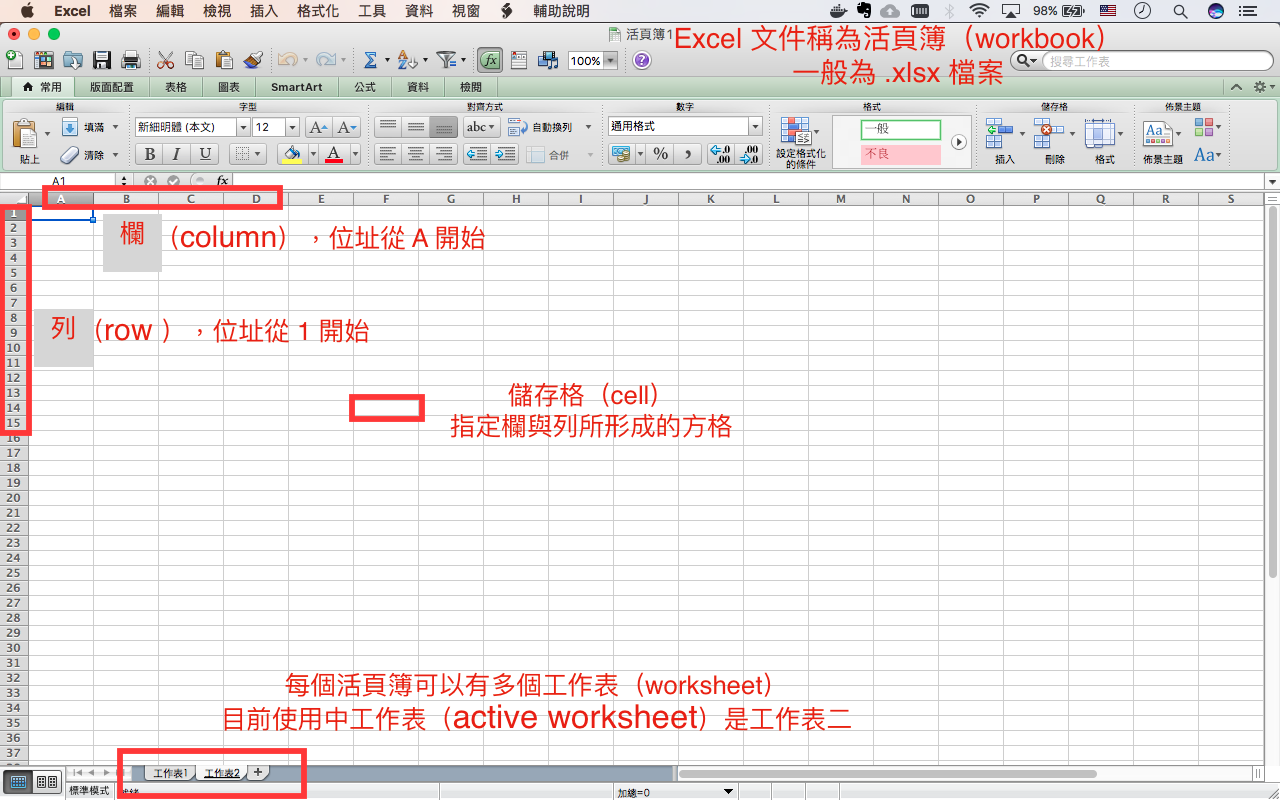 Excel 檔案 編輯 檢視 插入 格式化 工具 資料 視窗 輔助說明 98%
活頁簿1
Excel 文件稱為活頁簿（workbook）
一般為 .xlsx 檔案
100%
搜尋工作表
常用 版面配置 表格 圖表 SmartArt 公式 資料 檢閱
編輯 字型 對齊方式 數字 格式 儲存格 佈景主題
貼上 填滿 清除
新細明體 (本文) 12
B I U A A A
abc 自動換列 合併
通用格式
% .0 .00 .00 .0
設定格式化
的條件
一般
不良
插入 刪除 格式
Aa 佈景主題 Aa
A1 fx
A B C D E F G H I J K L M N O P Q R S
1
2
3
4
5
6
7
8
9
10
11
12
13
14
15
16
17
18
19
20
21
22
23
24
25
26
27
28
29
30
31
32
33
34
35
36
37
欄（column），位址從 A 開始
列（row ），位址從 1 開始
儲存格（cell）
指定欄與列所形成的方格
每個活頁簿可以有多個工作表（worksheet）
目前使用中工作表（active worksheet）是工作表二
工作表1 工作表2 +
標準模式 加總=0